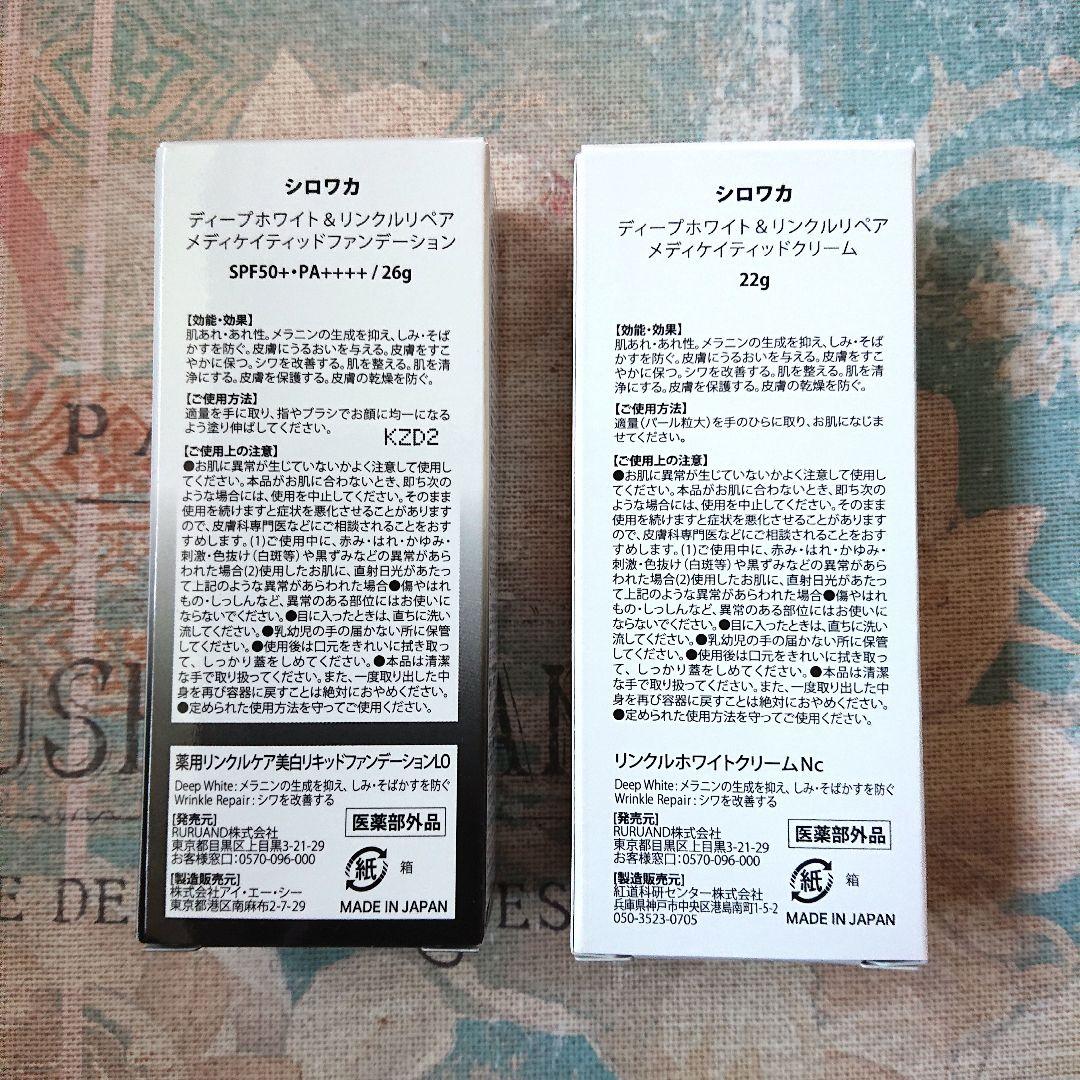 シロワカ
ディープホワイト&リンクルリペア
メディケイティッドファンデーション
SPF50+・PA++++ / 26g
【効能・効果】
肌あれ・あれ性。メラニンの生成を抑え、しみ・そば
かすを防ぐ。皮膚にうるおいを与える。皮膚をすこ
やかに保つ。シワを改善する。肌を整える。肌を清
浄にする。皮膚を保護する。皮膚の乾燥を防ぐ。
【ご使用方法】
適量を手に取り、指やブラシでお顔に均一になる
よう塗り伸ばしてください。
KZD2
【ご使用上の注意】
●お肌に異常が生じていないかよく注意して使用し
てください。本品がお肌に合わないとき、即ち次の
ような場合には、使用を中止してください。そのまま
使用を続けますと症状を悪化させることがあります
ので、皮膚科専門医などにご相談されることをおす
すめします。(1)ご使用中に、赤み・はれ・かゆみ・
刺激・色抜け(白斑等)や黒ずみなどの異常があら
われた場合(2)使用したお肌に、直射日光があたっ
て上記のような異常があらわれた場合●傷やはれ
もの・しっしんなど、異常のある部位にはお使いに
ならないでください。●目に入ったときは、直ちに洗い
流してください。●乳幼児の手の届かない所に保管
してください。●使用後は口元をきれいに拭き取っ
て、しっかり蓋をしめてください。●本品は清潔
な手で取り扱ってください。また、一度取り出した中
身を再び容器に戻すことは絶対におやめください。
●定められた使用方法を守ってご使用ください。
薬用リンクルケア美白リキッドファンデーションLO
Deep White:メラニンの生成を抑え、しみ・そばかすを防ぐ
Wrinkle Repair:シワを改善する
[発売元]
RURUAND株式会社
東京都目黒区上目黒3-21-29
お客様窓口:0570-096-000
医薬部外品
[製造販売元]
株式会社アイ・エー・シー
東京都港区南麻布2-7-29
紙
箱
MADE IN JAPAN
シロワカ
ディープホワイト&リンクルリペア
メディケイティッドクリーム
22g
【効能・効果】
肌あれ・あれ性。メラニンの生成を抑え、しみ・そば
かすを防ぐ。皮膚にうるおいを与える。皮膚をすこ
やかに保つ。シワを改善する。肌を整える。肌を清
浄にする。皮膚を保護する。皮膚の乾燥を防ぐ。
【ご使用方法】
適量(パール粒大)を手のひらに取り、お肌になじま
せてください。
【ご使用上の注意】
●お肌に異常が生じていないかよく注意して使用し
てください。本品がお肌に合わないとき、即ち次の
ような場合には、使用を中止してください。そのまま
使用を続けますと症状を悪化させることがあります
ので、皮膚科専門医などにご相談されることをおす
すめします。(1)ご使用中に、赤み・はれ・かゆみ・
刺激・色抜け(白斑等)や黒ずみなどの異常があら
われた場合(2)使用したお肌に、直射日光があたっ
て上記のような異常があらわれた場合●傷やはれ
もの・しっしんなど、異常のある部位にはお使いに
ならないでください。●目に入ったときは、直ちに洗い
流してください。●乳幼児の手の届かない所に保管
してください。●使用後は口元をきれいに拭き取っ
て、しっかり蓋をしめてください。●本品は清潔
な手で取り扱ってください。また、一度取り出した中
身を再び容器に戻すことは絶対におやめください。
●定められた使用方法を守ってご使用ください。
リンクルホワイトクリームNc
Deep White:メラニンの生成を抑え、しみ・そばかすを防ぐ
Wrinkle Repair:シワを改善する
[発売元]
RURUAND株式会社
東京都目黒区上目黒3-21-29
お客様窓口:0570-096-000
医薬部外品
[製造販売元]
紅道科研センター株式会社
兵庫県神戸市中央区港島南町1-5-2
050-3523-0705
紙
箱
MADE IN JAPAN